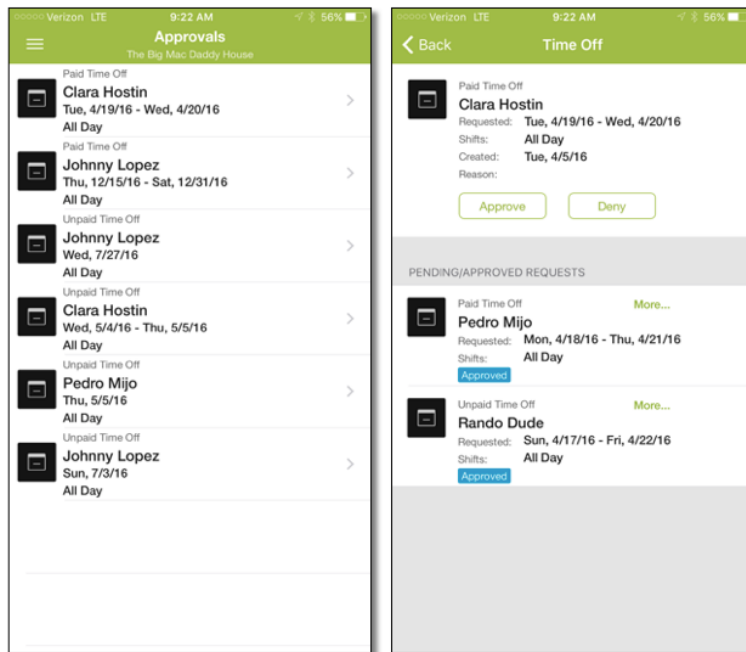 ooooo Verizon LTE 9:22 AM 56%
Approvals
The Big Mac Daddy House
Paid Time Off
Clara Hostin
Tue, 4/19/16 - Wed, 4/20/16
All Day
Paid Time Off
Johnny Lopez
Thu, 12/15/16 - Sat, 12/31/16
All Day
Unpaid Time Off
Johnny Lopez
Wed, 7/27/16
All Day
Unpaid Time Off
Clara Hostin
Wed, 5/4/16 - Thu, 5/5/16
All Day
Unpaid Time Off
Pedro Mijo
Thu, 5/5/16
All Day
Unpaid Time Off
Johnny Lopez
Sun, 7/3/16
All Day
ooooo Verizon LTE 9:22 AM 56%
Back Time Off
Paid Time Off
Clara Hostin
Requested: Tue, 4/19/16 - Wed, 4/20/16
Shifts: All Day
Created: Tue, 4/5/16
Reason:
Approve Deny
PENDING/APPROVED REQUESTS
Paid Time Off More...
Pedro Mijo
Requested: Mon, 4/18/16 - Thu, 4/21/16
Shifts: All Day
Approved
Unpaid Time Off More...
Rando Dude
Requested: Sun, 4/17/16 - Fri, 4/22/16
Shifts: All Day
Approved